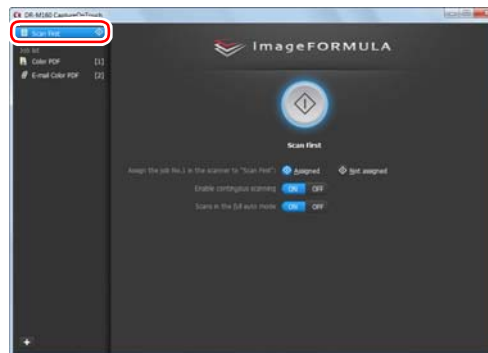 DR-M160 CaptureOnTouch
Scan First
Job list
Color PDF [1]
E-mail Color PDF [2]
imageFORMULA
Scan First
Assign the job No.1 in the scanner to "Scan First": Assigned Not assigned
Enable continuous scanning ON OFF
Scans in the full auto mode ON OFF